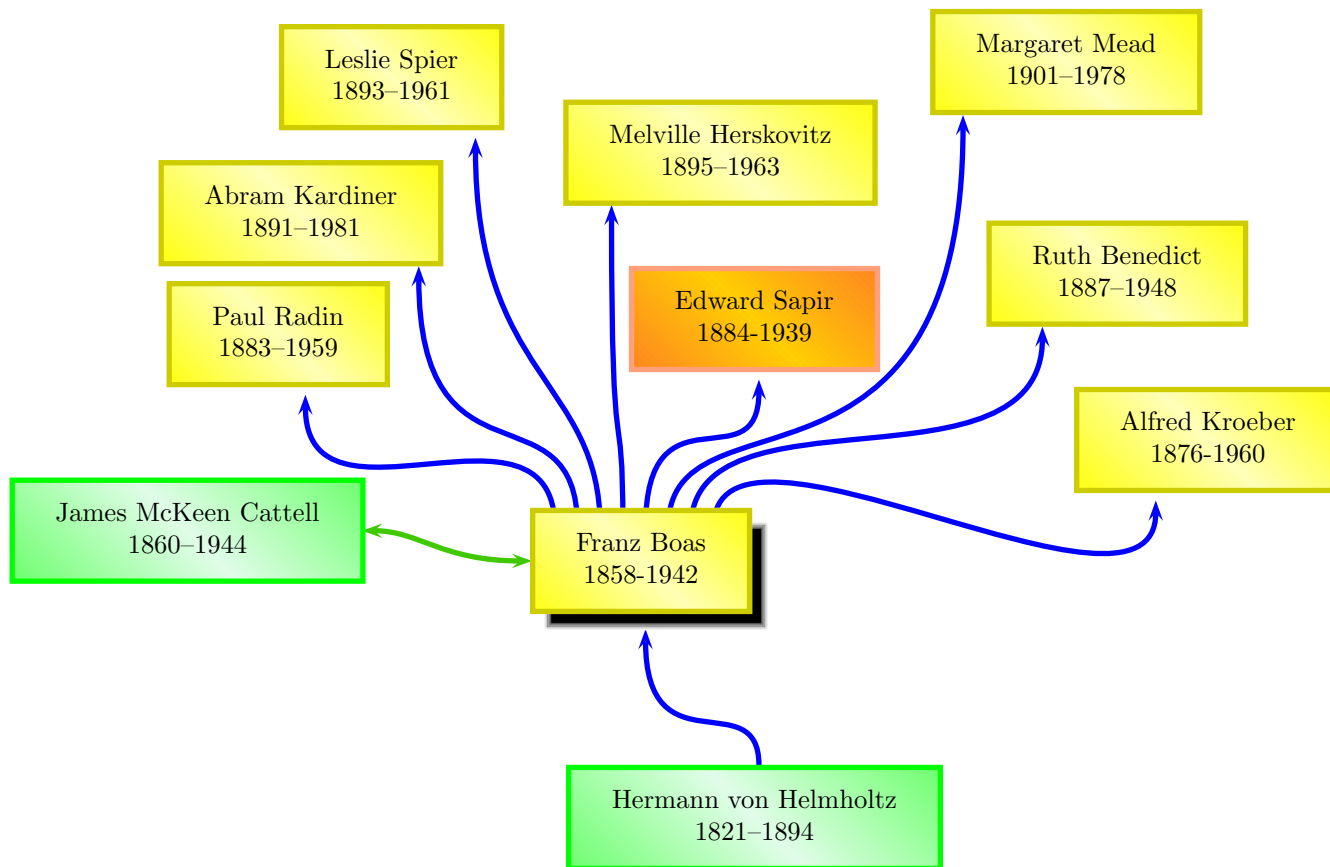 Margaret Mead
1901–1978
Leslie Spier
1893–1961
Melville Herskovitz
1895–1963
Abram Kardiner
1891–1981
Ruth Benedict
1887–1948
Edward Sapir
1884-1939
Paul Radin
1883–1959
Alfred Kroeber
1876-1960
James McKeen Cattell
1860–1944
Franz Boas
1858-1942
Hermann von Helmholtz
1821–1894